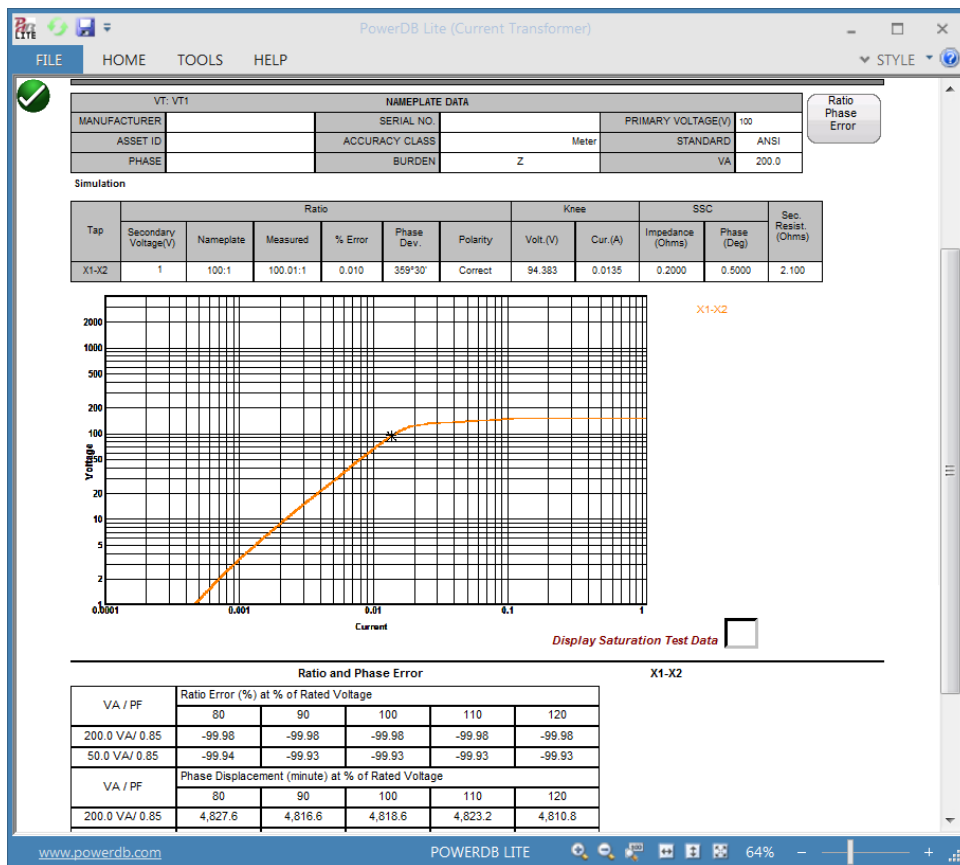 PowerDB Lite (Current Transformer)
LITE
FILE HOME TOOLS HELP STYLE
VT: VT1 NAMEPLATE DATA
MANUFACTURER SERIAL NO. PRIMARY VOLTAGE(V) 100
ASSET ID ACCURACY CLASS Meter STANDARD ANSI
PHASE BURDEN Z VA 200.0
Ratio
Phase
Error
Simulation
Tap Ratio Knee SSC Sec. Resist. (Ohms)
Secondary Voltage(V) Nameplate Measured % Error Phase Dev. Polarity Volt.(V) Cur.(A) Impedance (Ohms) Phase (Deg)
X1-X2 1 100:1 100.01:1 0.010 359°30' Correct 94.383 0.0135 0.2000 0.5000 2.100
X1-X2
2000
1000
500
200
100
50
20
10
5
2
1
Voltage
0.0001 0.001 0.01 0.1 1
Current
Display Saturation Test Data
Ratio and Phase Error X1-X2
VA / PF Ratio Error (%) at % of Rated Voltage
80 90 100 110 120
200.0 VA/ 0.85 -99.98 -99.98 -99.98 -99.98 -99.98
50.0 VA/ 0.85 -99.94 -99.93 -99.93 -99.93 -99.93
VA / PF Phase Displacement (minute) at % of Rated Voltage
80 90 100 110 120
200.0 VA/ 0.85 4,827.6 4,816.6 4,818.6 4,823.2 4,810.8
www.powerdb.com POWERDB LITE 64%